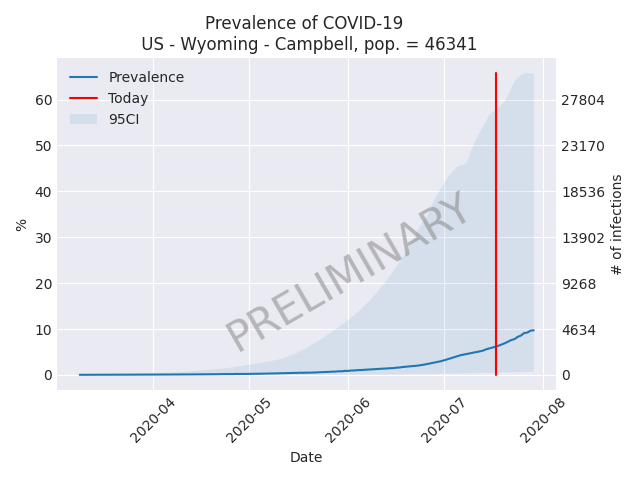 Prevalence of COVID-19
US - Wyoming - Campbell, pop. = 46341
Prevalence
Today
95CI
60
50
40
30
20
10
0
%
27804
23170
18536
13902
9268
4634
0
# of infections
PRELIMINARY
2020-04
2020-05
2020-06
2020-07
2020-08
Date